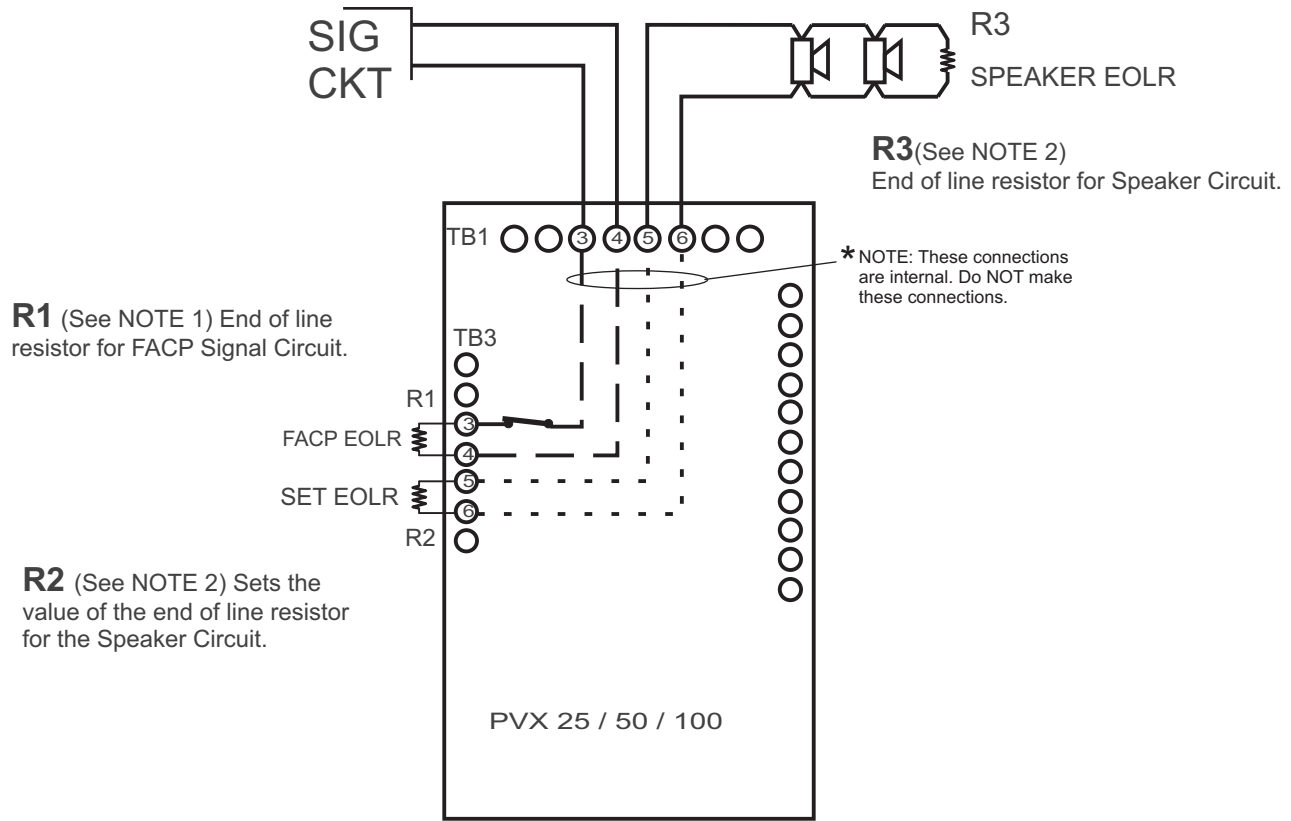 SIG
CKT
R3
SPEAKER EOLR
R3(See NOTE 2)
End of line resistor for Speaker Circuit.
TB1
3
4
5
6
* NOTE: These connections
are internal. Do NOT make
these connections.
R1 (See NOTE 1) End of line
resistor for FACP Signal Circuit.
TB3
R1
3
FACP EOLR
4
5
SET EOLR
6
R2
R2 (See NOTE 2) Sets the
value of the end of line resistor
for the Speaker Circuit.
PVX 25 / 50 / 100